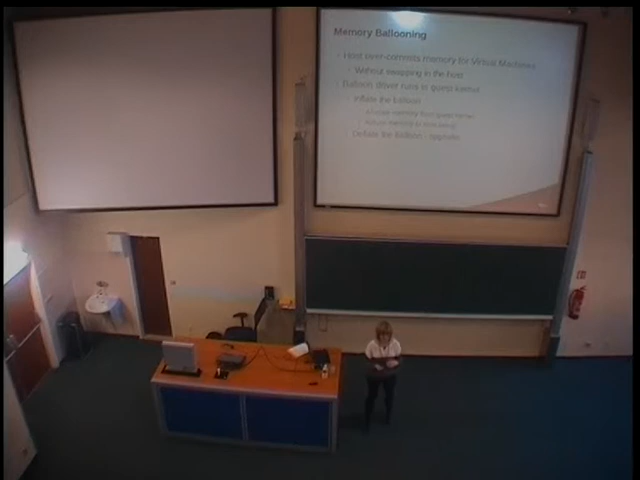 Memory Ballooning
Host over-commits memory for Virtual Machines
Without swapping in the host
Balloon driver runs in guest kernel
Inflate the balloon
Deflate the balloon - opposite